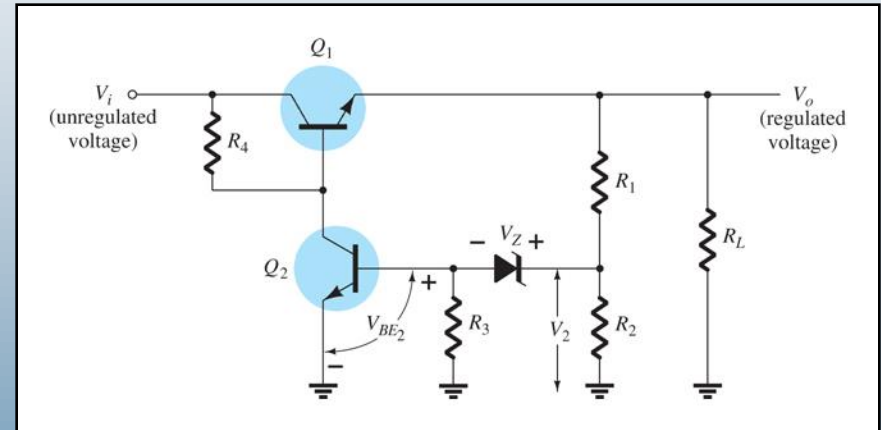 Q1
Vi
(unregulated
voltage)
R4
Vo
(regulated
voltage)
R1
RL
Q2
− VZ +
+
VBE2
−
R3
V2
R2